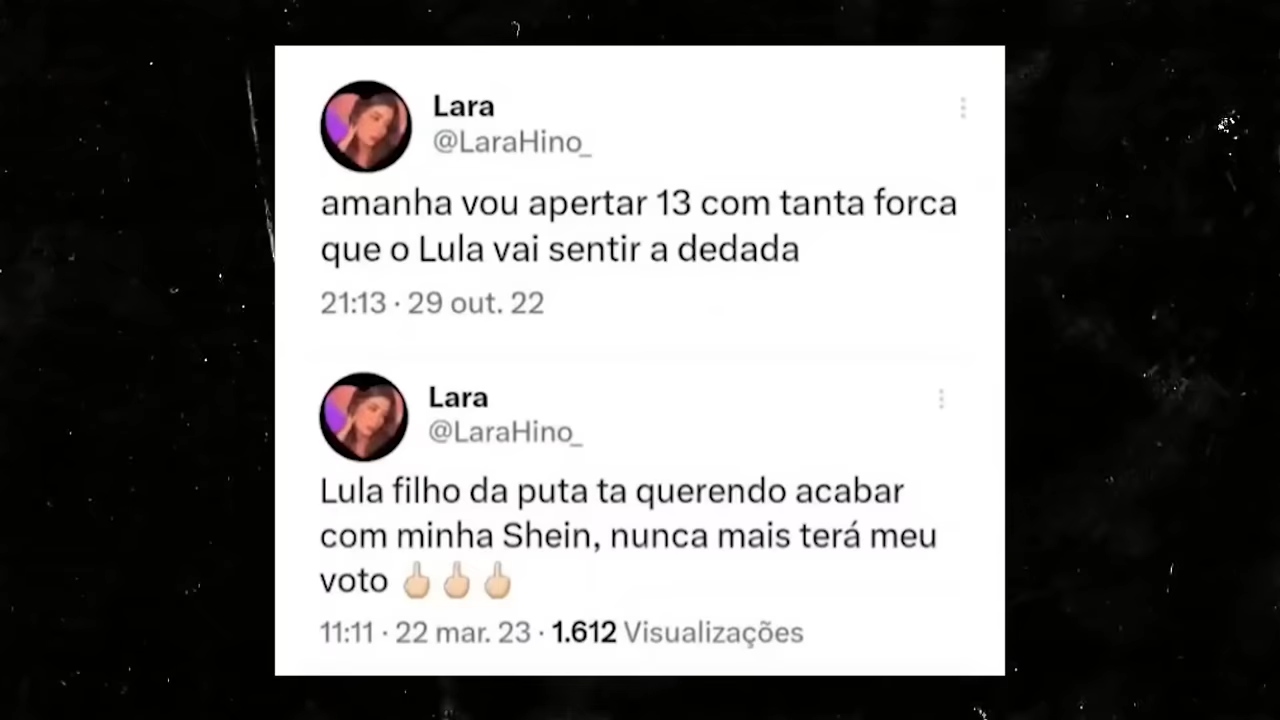 Lara
@LaraHino_
amanha vou apertar 13 com tanta forca
que o Lula vai sentir a dedada
21:13 · 29 out. 22
Lara
@LaraHino_
Lula filho da puta ta querendo acabar
com minha Shein, nunca mais terá meu
voto 🖕🏼🖕🏼🖕🏼
11:11 · 22 mar. 23 · 1.612 Visualizações